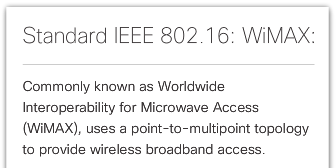 Standard IEEE 802.16: WiMAX:
Commonly known as Worldwide
Interoperability for Microwave Access
(WiMAX), uses a point-to-multipoint topology
to provide wireless broadband access.